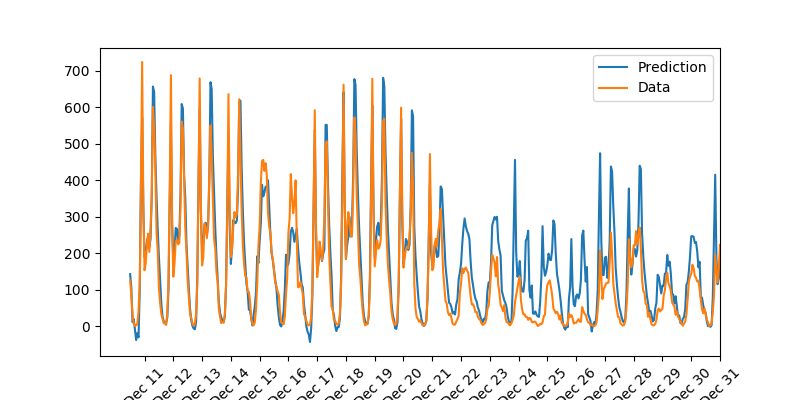 Prediction
Data
700
600
500
400
300
200
100
0
Dec 11
Dec 12
Dec 13
Dec 14
Dec 15
Dec 16
Dec 17
Dec 18
Dec 19
Dec 20
Dec 21
Dec 22
Dec 23
Dec 24
Dec 25
Dec 26
Dec 27
Dec 28
Dec 29
Dec 30
Dec 31